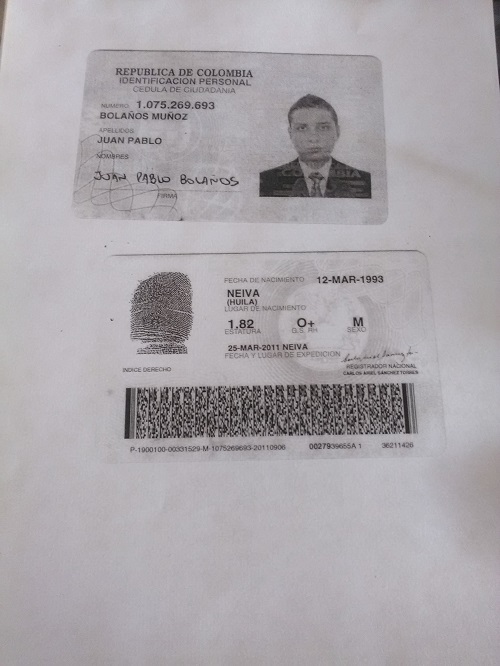 REPUBLICA DE COLOMBIA
IDENTIFICACION PERSONAL
CEDULA DE CIUDADANIA
NUMERO 1.075.269.693
BOLAÑOS MUÑOZ
APELLIDOS
JUAN PABLO
NOMBRES
JUAN PABLO BOLAÑOS
FIRMA
COLOMBIA
FECHA DE NACIMIENTO 12-MAR-1993
NEIVA
(HUILA)
LUGAR DE NACIMIENTO
1.82 O+ M
ESTATURA G.S. RH SEXO
25-MAR-2011 NEIVA
FECHA Y LUGAR DE EXPEDICION
REGISTRADOR NACIONAL
CARLOS ARIEL SANCHEZ TORRES
INDICE DERECHO
P-1900100-00331529-M-1075269693-20110906 0027939655A 1 36211426